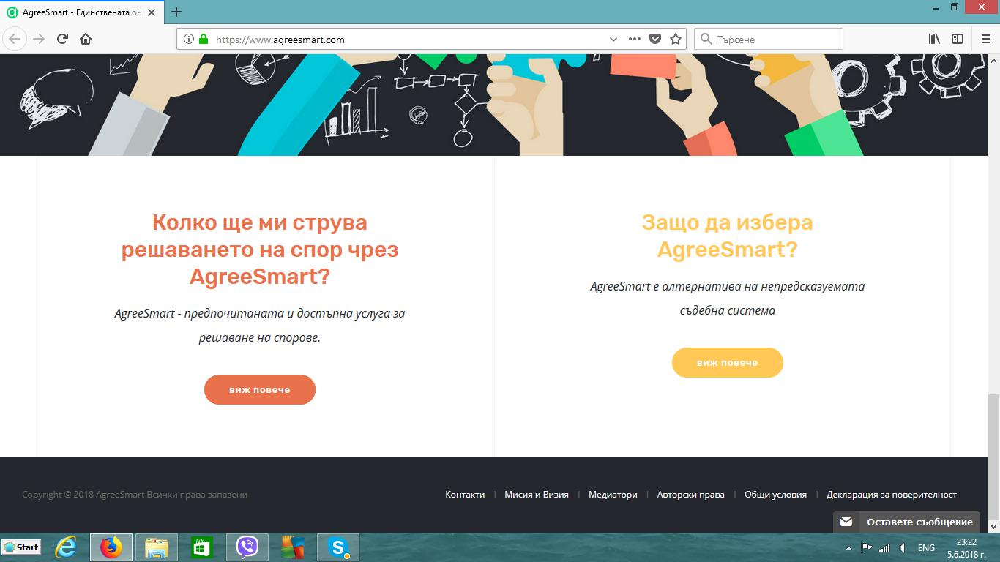 AgreeSmart - Единствената он
https://www.agreesmart.com
Търсене
Колко ще ми струва
решаването на спор чрез
AgreeSmart?
AgreeSmart - предпочитаната и достъпна услуга за
решаване на спорове.
виж повече
Защо да избера
AgreeSmart?
AgreeSmart е алтернатива на непредсказуемата
съдебна система
виж повече
Copyright © 2018 AgreeSmart Всички права запазени
Контакти | Мисия и Визия | Медиатори | Авторски права | Общи условия | Декларация за поверителност
Оставете съобщение
Start
ENG
23:22
5.6.2018 г.